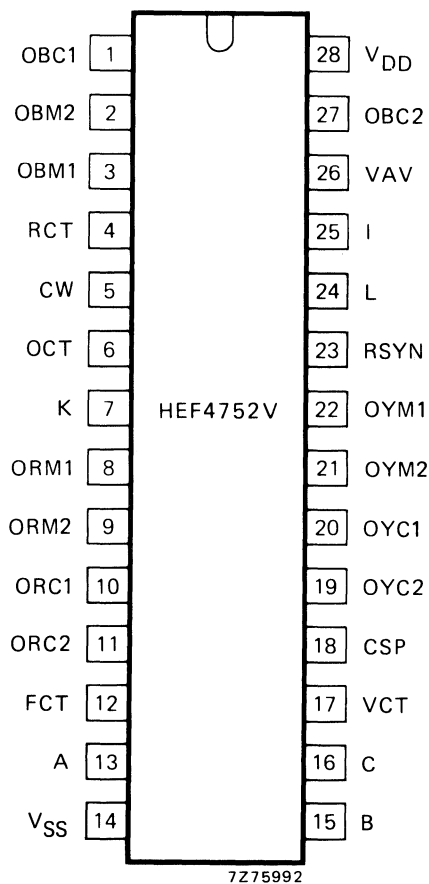 OBC1 1 28 VDD
OBM2 2 27 OBC2
OBM1 3 26 VAV
RCT 4 25 I
CW 5 24 L
OCT 6 23 RSYN
K 7 HEF4752V 22 OYM1
ORM1 8 21 OYM2
ORM2 9 20 OYC1
ORC1 10 19 OYC2
ORC2 11 18 CSP
FCT 12 17 VCT
A 13 16 C
VSS 14 15 B
7Z75992